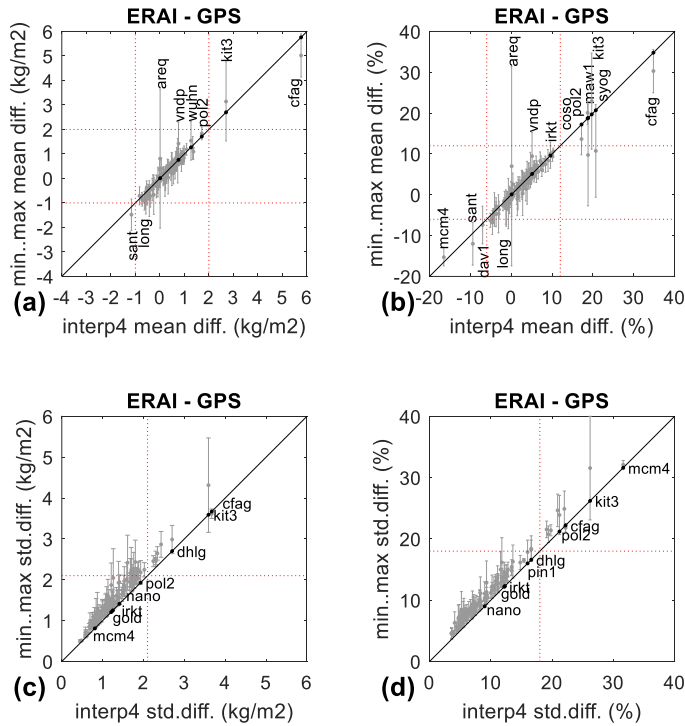 (a)
ERAI - GPS
min..max mean diff. (kg/m2)
6
5
4
3
2
1
0
-1
-2
-3
-4
-4 -3 -2 -1 0 1 2 3 4 5 6
interp4 mean diff. (kg/m2)
areq
vndp
wuhn
pol2
kit3
cfag
sant
long
(b)
ERAI - GPS
min..max mean diff. (%)
40
30
20
10
0
-10
-20
-20 -10 0 10 20 30 40
interp4 mean diff. (%)
areq
vndp
irkt
coso
pol2
maw1
kit3
syog
cfag
mcm4
sant
dav1
long
(c)
ERAI - GPS
min..max std.diff. (kg/m2)
6
5
4
3
2
1
0
0 1 2 3 4 5 6
interp4 std.diff. (kg/m2)
cfag
kit3
dhlg
pol2
nano
irkt
gold
mcm4
(d)
ERAI - GPS
min..max std.diff. (%)
40
30
20
10
0
0 10 20 30 40
interp4 std.diff. (%)
mcm4
kit3
cfag
pol2
dhlg
pin1
irkt
gold
nano